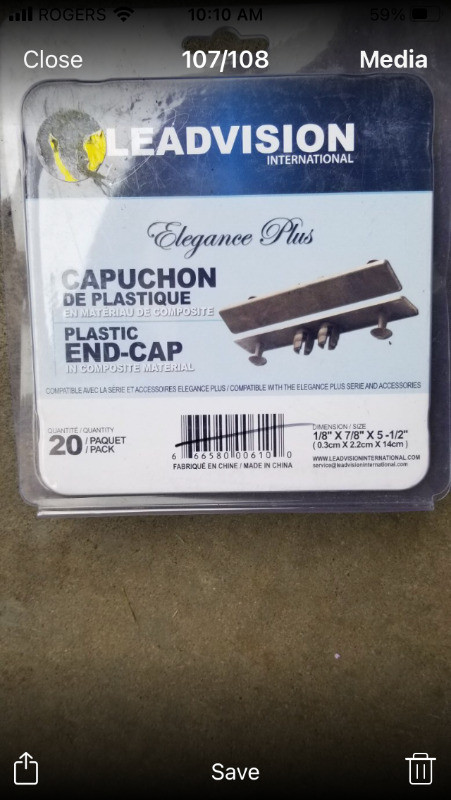 ROGERS 10:10 AM 59%
Close 107/108 Media
LEADVISION
INTERNATIONAL
Elegance Plus
CAPUCHON
DE PLASTIQUE
EN MATÉRIAU DE COMPOSITE
PLASTIC
END-CAP
IN COMPOSITE MATERIAL
COMPATIBLE AVEC LA SÉRIE ET ACCESSOIRES ELEGANCE PLUS / COMPATIBLE WITH THE ELEGANCE PLUS SERIE AND ACCESSORIES
QUANTITÉ / QUANTITY
20 / PAQUET
/ PACK
6 66580 00610 0
FABRIQUÉ EN CHINE / MADE IN CHINA
DIMENSION / SIZE
1/8" X 7/8" X 5 -1/2"
( 0.3cm X 2.2cm X 14cm )
WWW.LEADVISIONINTERNATIONAL.COM
service@leadvisioninternational.com
Save